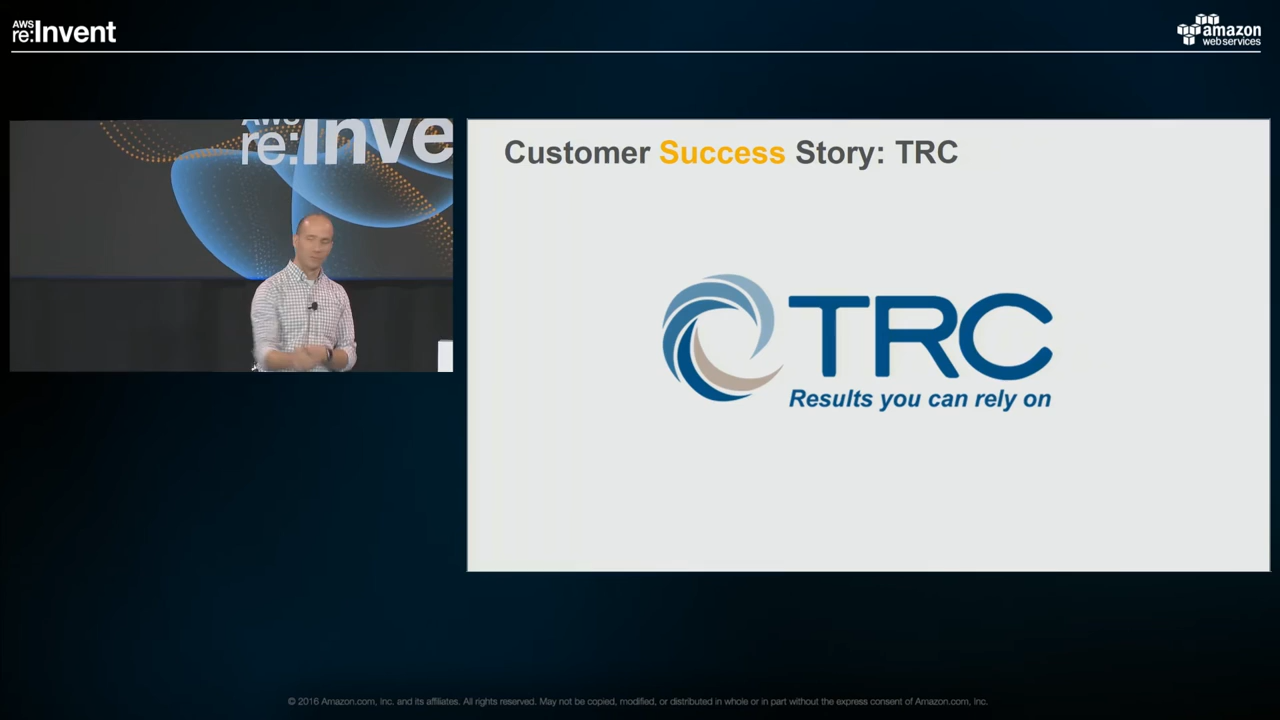 AWS
re:Invent
amazon
webservices
AWS
re:Inve
Customer Success Story: TRC
TRC
Results you can rely on
© 2016 Amazon.com, Inc. and its affiliates. All rights reserved. May not be copied, modified, or distributed in whole or in part without the express consent of Amazon.com, Inc.